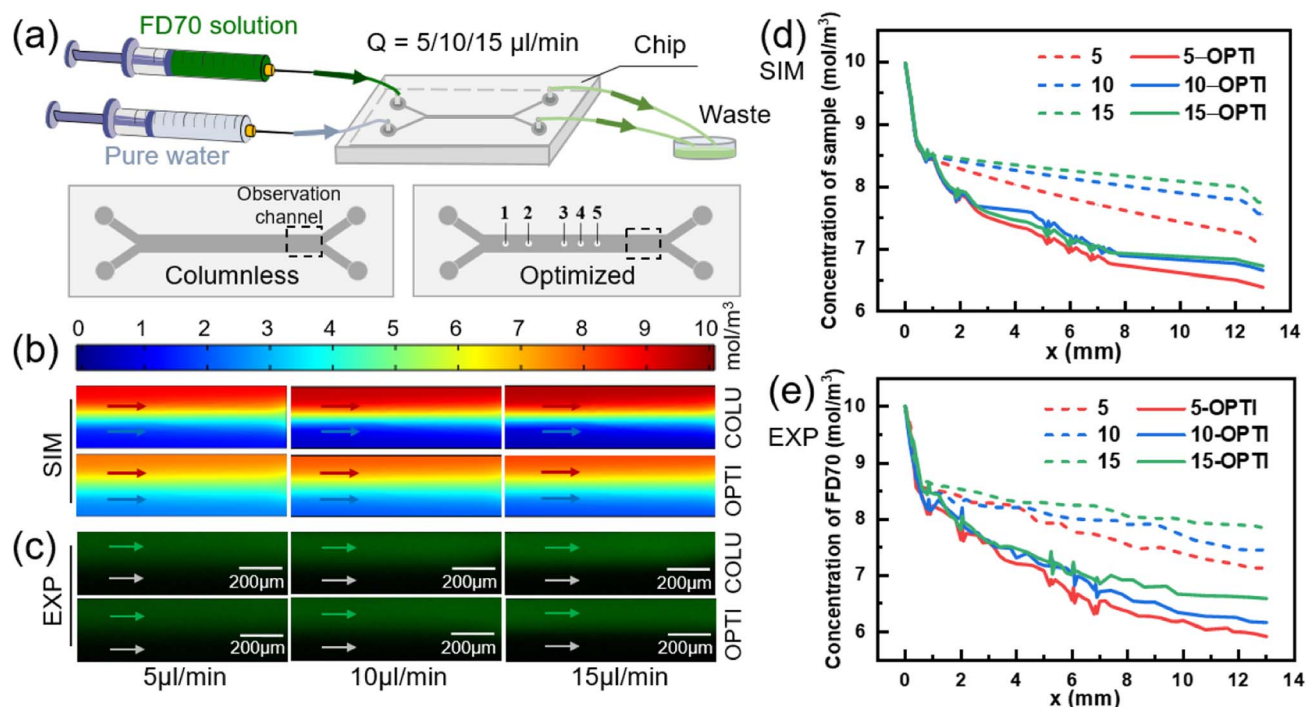 (a)
FD70 solution
Q = 5/10/15 µl/min
Chip
Waste
Pure water
Observation
channel
Columnless
1 2 3 4 5
Optimized
0 1 2 3 4 5 6 7 8 9 10
mol/m³
(b)
SIM
COLU
OPTI
(c)
EXP
COLU
200µm 200µm 200µm
OPTI
200µm 200µm 200µm
5µl/min 10µl/min 15µl/min
(d)
SIM
Concentration of sample (mol/m³)
10
9
8
7
6
5 5–OPTI
10 10–OPTI
15 15–OPTI
0 2 4 6 8 10 12 14
x (mm)
(e)
EXP
Concentration of FD70 (mol/m³)
10
9
8
7
6
5 5-OPTI
10 10-OPTI
15 15-OPTI
0 2 4 6 8 10 12 14
x (mm)